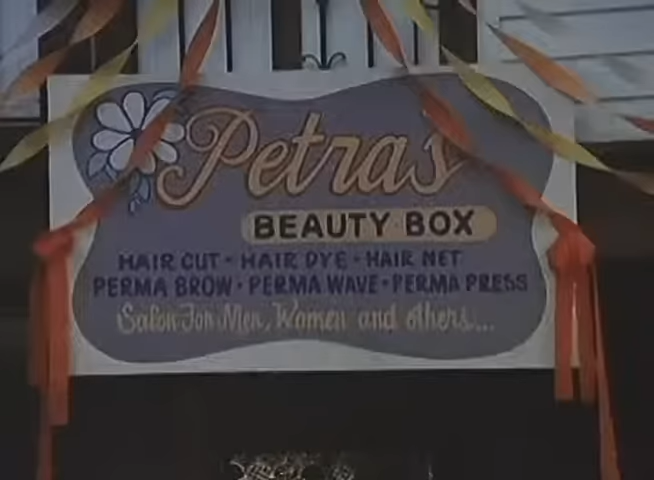 Petra's
BEAUTY BOX
HAIR CUT · HAIR DYE · HAIR NET
PERMA BROW · PERMA WAVE · PERMA PRESS
Salon For Men, Women and others...